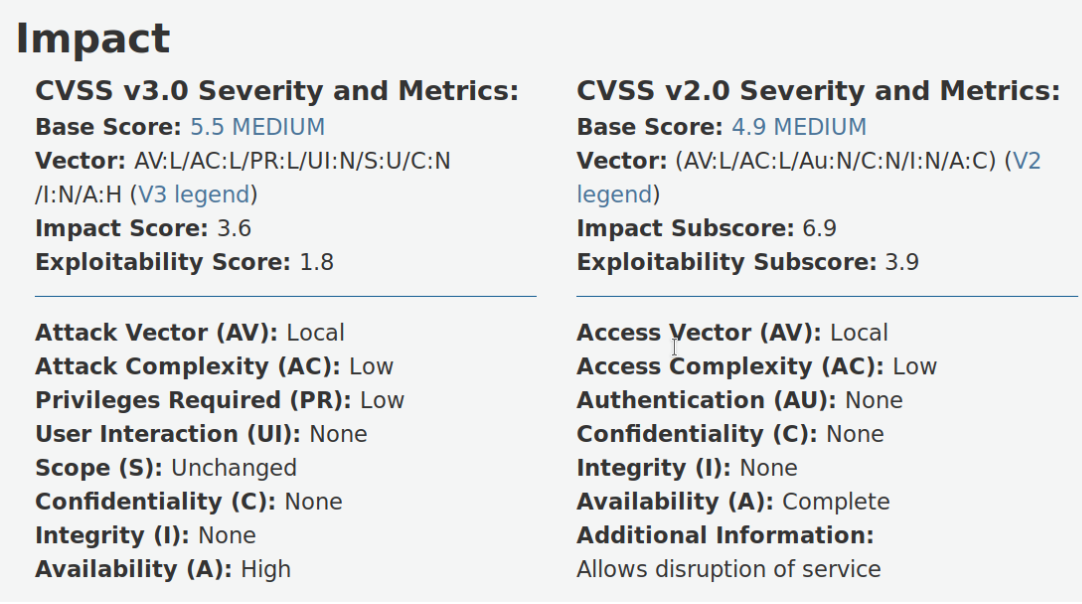 Impact
CVSS v3.0 Severity and Metrics:
Base Score: 5.5 MEDIUM
Vector: AV:L/AC:L/PR:L/UI:N/S:U/C:N
/I:N/A:H (V3 legend)
Impact Score: 3.6
Exploitability Score: 1.8
Attack Vector (AV): Local
Attack Complexity (AC): Low
Privileges Required (PR): Low
User Interaction (UI): None
Scope (S): Unchanged
Confidentiality (C): None
Integrity (I): None
Availability (A): High
CVSS v2.0 Severity and Metrics:
Base Score: 4.9 MEDIUM
Vector: (AV:L/AC:L/Au:N/C:N/I:N/A:C) (V2
legend)
Impact Subscore: 6.9
Exploitability Subscore: 3.9
Access Vector (AV): Local
Access Complexity (AC): Low
Authentication (AU): None
Confidentiality (C): None
Integrity (I): None
Availability (A): Complete
Additional Information:
Allows disruption of service